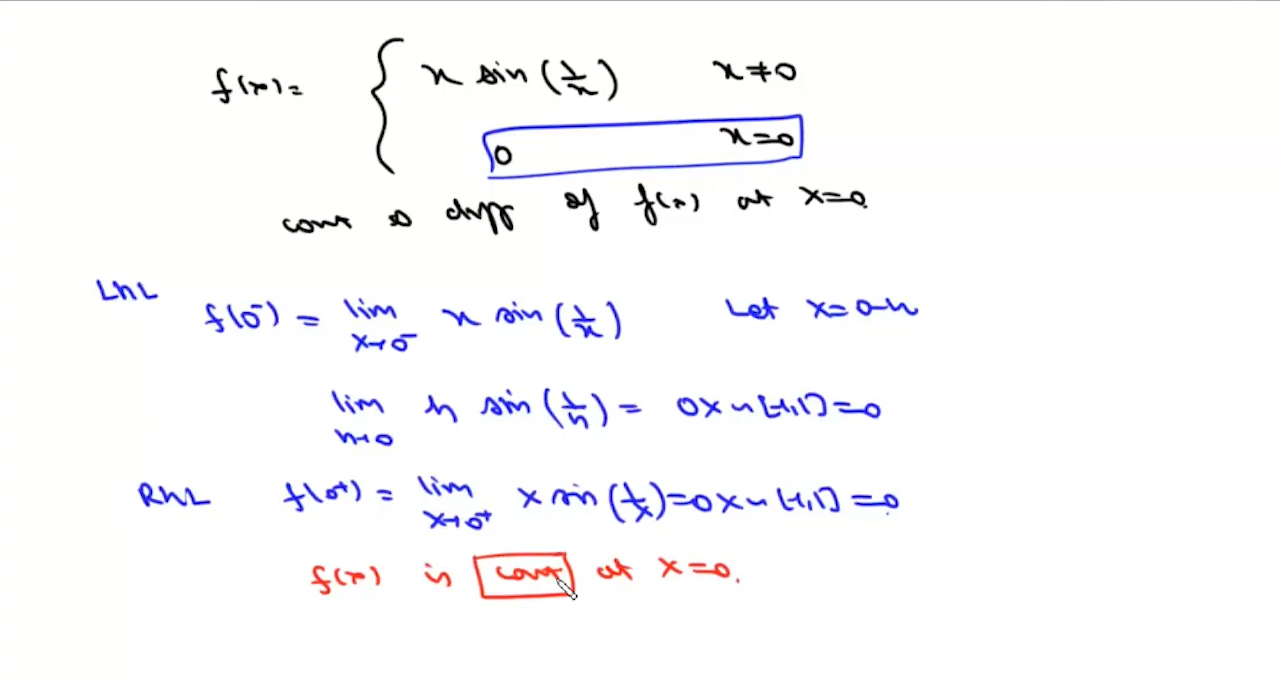 f(x) = { x sin(1/x) x≠0
0 x=0
cont & diff of f(x) at x=0.
LhL
f(0⁻) = lim x→0⁻ x sin(1/x) Let x=0-h
lim h→0 h sin(1/h) = 0x~[-1,1]=0
RhL f(0⁺) = lim x→0⁺ x sin(1/x)=0x~[-1,1]=0.
f(x) is cont at x=0.